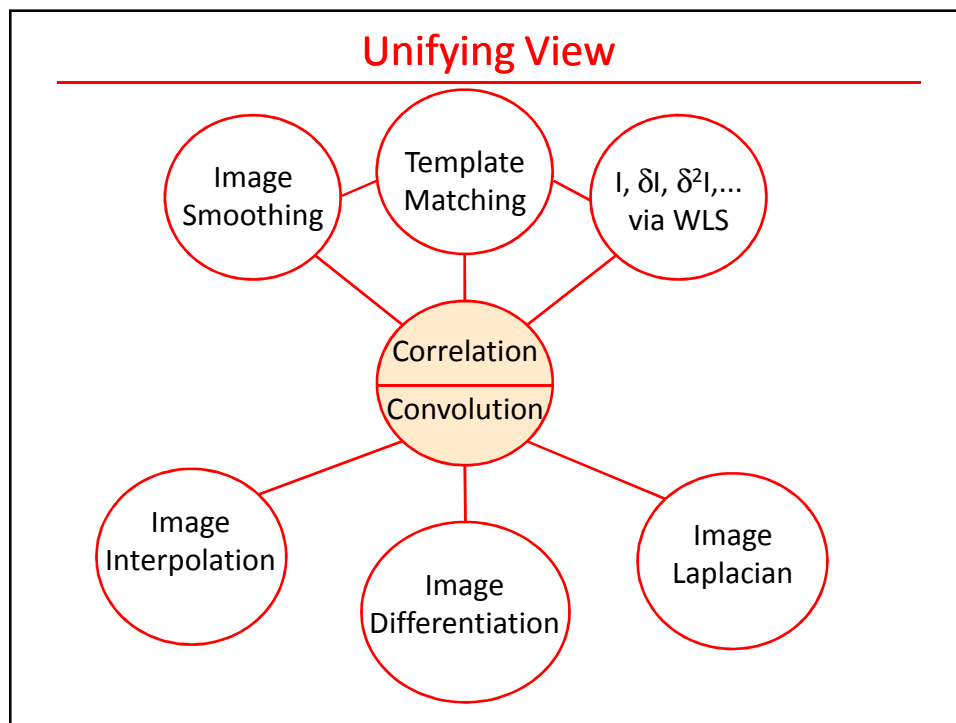 Unifying View
Image
Smoothing
Template
Matching
I, δI, δ²I,...
via WLS
Correlation
Convolution
Image
Interpolation
Image
Differentiation
Image
Laplacian